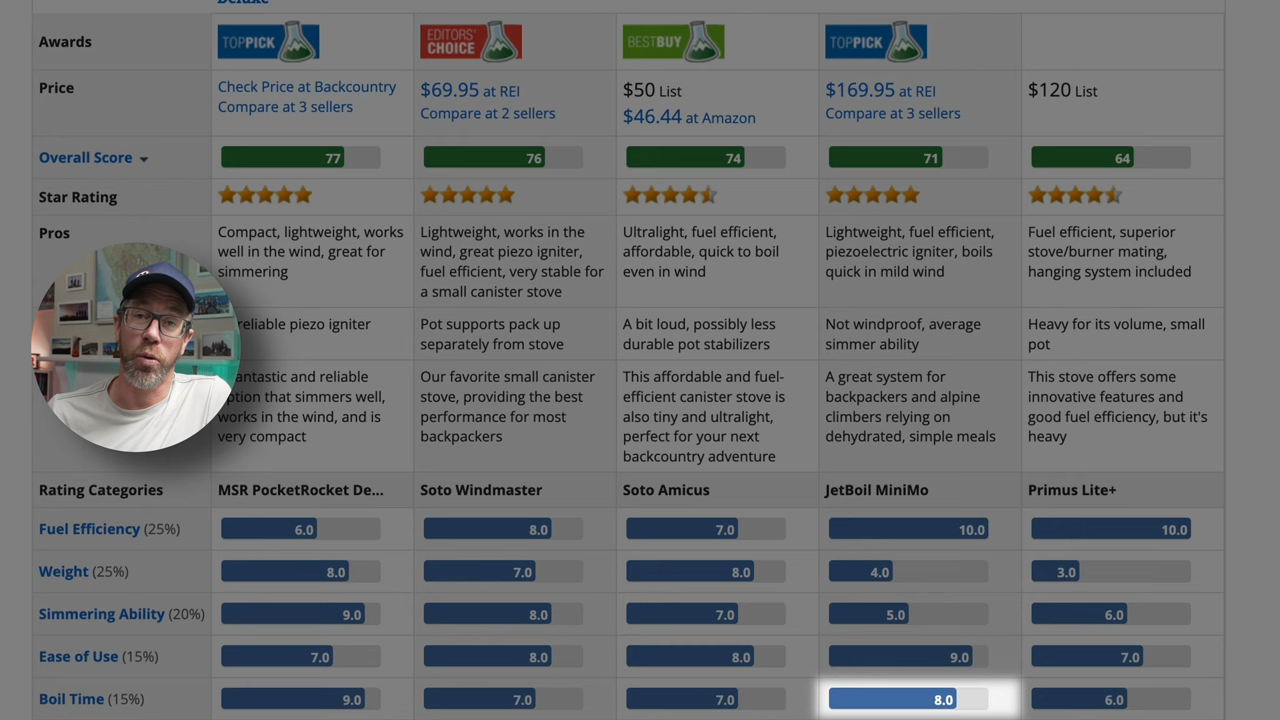 Deluxe
Awards
TOP PICK
EDITORS' CHOICE
BEST BUY
TOP PICK
Price
Check Price at Backcountry
Compare at 3 sellers
$69.95 at REI
Compare at 2 sellers
$50 List
$46.44 at Amazon
$169.95 at REI
Compare at 3 sellers
$120 List
Overall Score
77
76
74
71
64
Star Rating
Pros
Compact, lightweight, works
well in the wind, great for
simmering
Lightweight, works in the
wind, great piezo igniter,
fuel efficient, very stable for
a small canister stove
Ultralight, fuel efficient,
affordable, quick to boil
even in wind
Lightweight, fuel efficient,
piezoelectric igniter, boils
quick in mild wind
Fuel efficient, superior
stove/burner mating,
hanging system included
reliable piezo igniter
Pot supports pack up
separately from stove
A bit loud, possibly less
durable pot stabilizers
Not windproof, average
simmer ability
Heavy for its volume, small
pot
antastic and reliable
option that simmers well,
works in the wind, and is
very compact
Our favorite small canister
stove, providing the best
performance for most
backpackers
This affordable and fuel-
efficient canister stove is
also tiny and ultralight,
perfect for your next
backcountry adventure
A great system for
backpackers and alpine
climbers relying on
dehydrated, simple meals
This stove offers some
innovative features and
good fuel efficiency, but it's
heavy
Rating Categories
MSR PocketRocket De...
Soto Windmaster
Soto Amicus
JetBoil MiniMo
Primus Lite+
Fuel Efficiency (25%)
6.0
8.0
7.0
10.0
10.0
Weight (25%)
8.0
7.0
8.0
4.0
3.0
Simmering Ability (20%)
9.0
8.0
7.0
5.0
6.0
Ease of Use (15%)
7.0
8.0
8.0
9.0
7.0
Boil Time (15%)
9.0
7.0
7.0
8.0
6.0